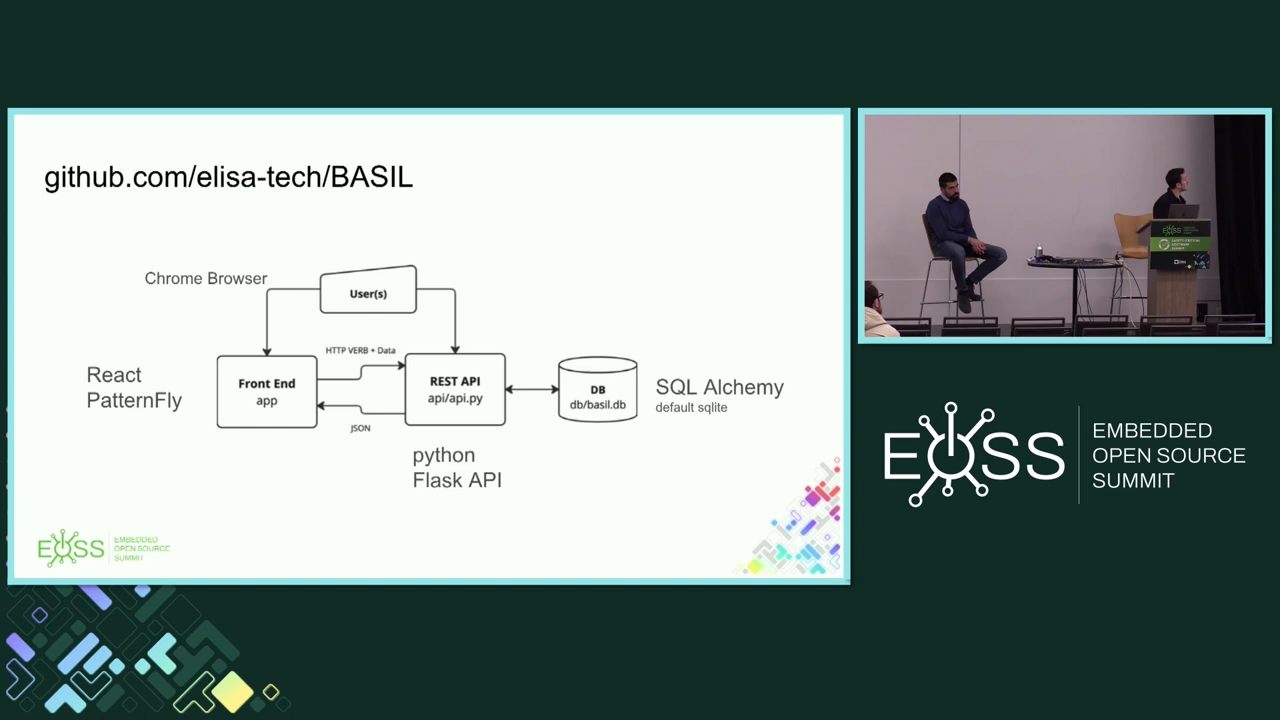 github.com/elisa-tech/BASIL
Chrome Browser
User(s)
HTTP VERB + Data
React
PatternFly
Front End
app
REST API
api/api.py
DB
db/basil.db
SQL Alchemy
default sqlite
JSON
python
Flask API
EOSS
EMBEDDED
OPEN SOURCE
SUMMIT
EOSS
EOSS
EMBEDDED
OPEN SOURCE
SUMMIT